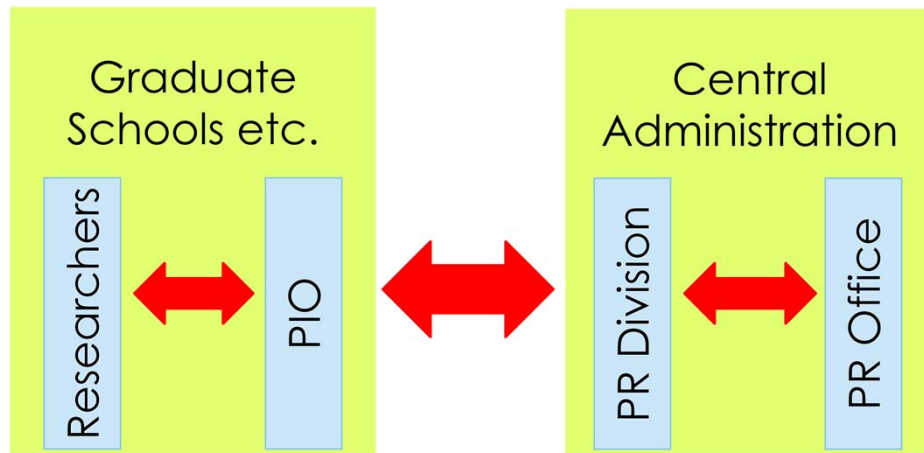 Graduate
Schools etc.
Researchers
PIO
Central
Administration
PR Division
PR Office